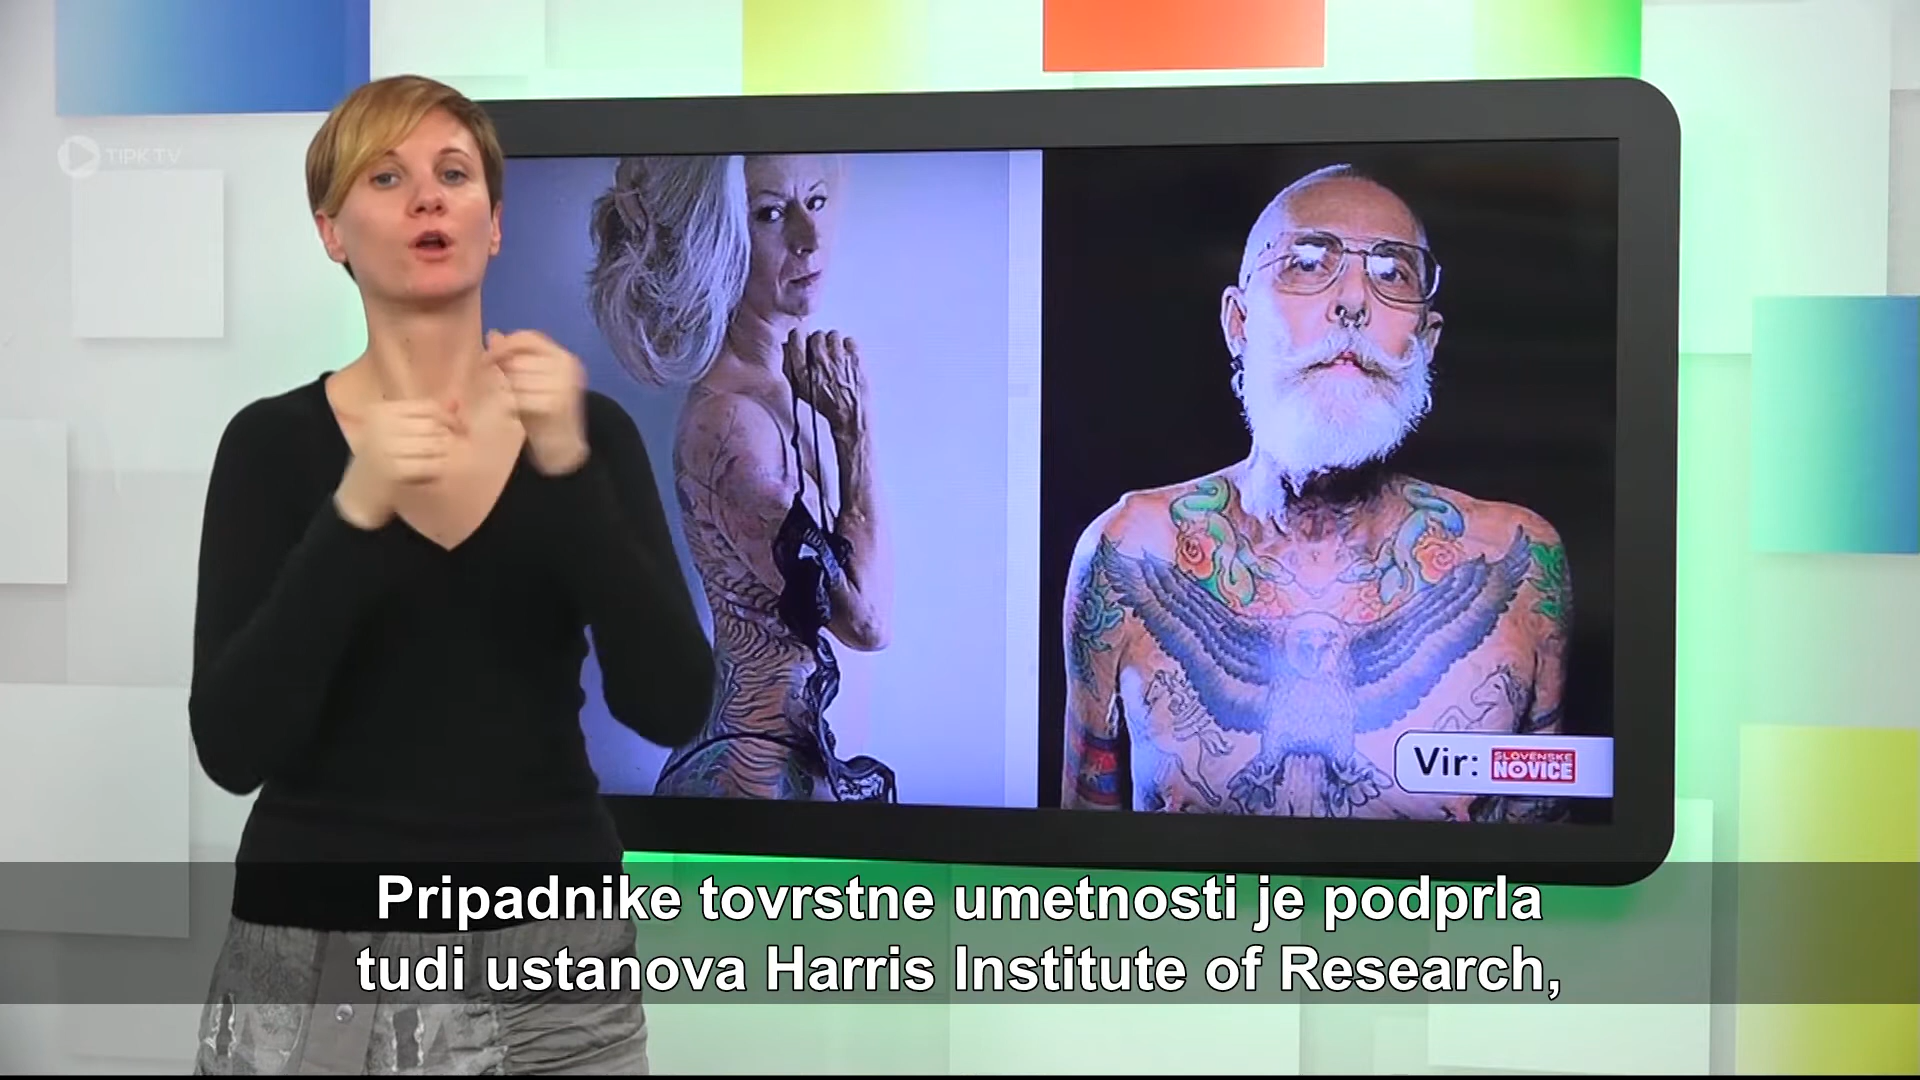 TIPK TV
Vir: SLOVENSKE NOVICE
Pripadnike tovrstne umetnosti je podprla
tudi ustanova Harris Institute of Research,